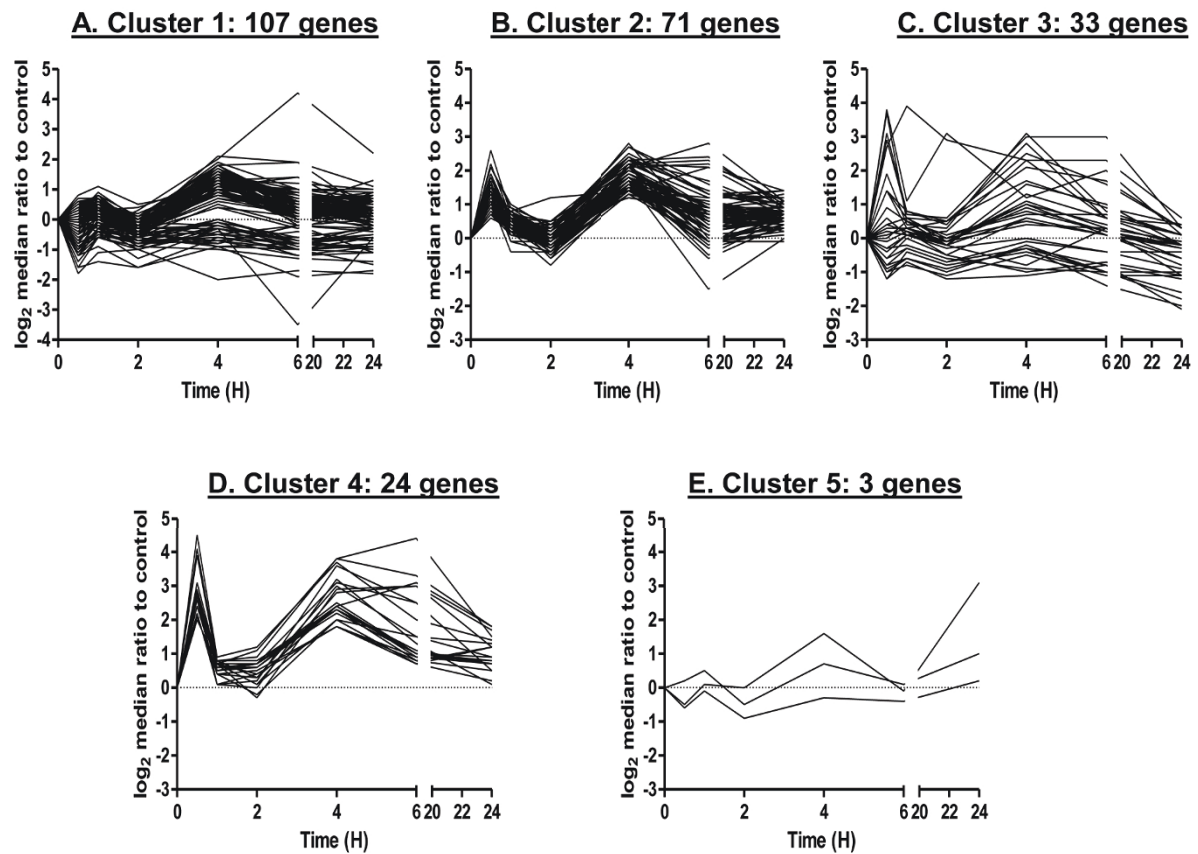 A. Cluster 1: 107 genes
log2 median ratio to control
5
4
3
2
1
0
-1
-2
-3
-4
0 2 4 6 20 22 24
Time (H)
B. Cluster 2: 71 genes
log2 median ratio to control
5
4
3
2
1
0
-1
-2
-3
0 2 4 6 20 22 24
Time (H)
C. Cluster 3: 33 genes
log2 median ratio to control
5
4
3
2
1
0
-1
-2
-3
0 2 4 6 20 22 24
Time (H)
D. Cluster 4: 24 genes
log2 median ratio to control
5
4
3
2
1
0
-1
-2
-3
0 2 4 6 20 22 24
Time (H)
E. Cluster 5: 3 genes
log2 median ratio to control
5
4
3
2
1
0
-1
-2
-3
0 2 4 6 20 22 24
Time (H)